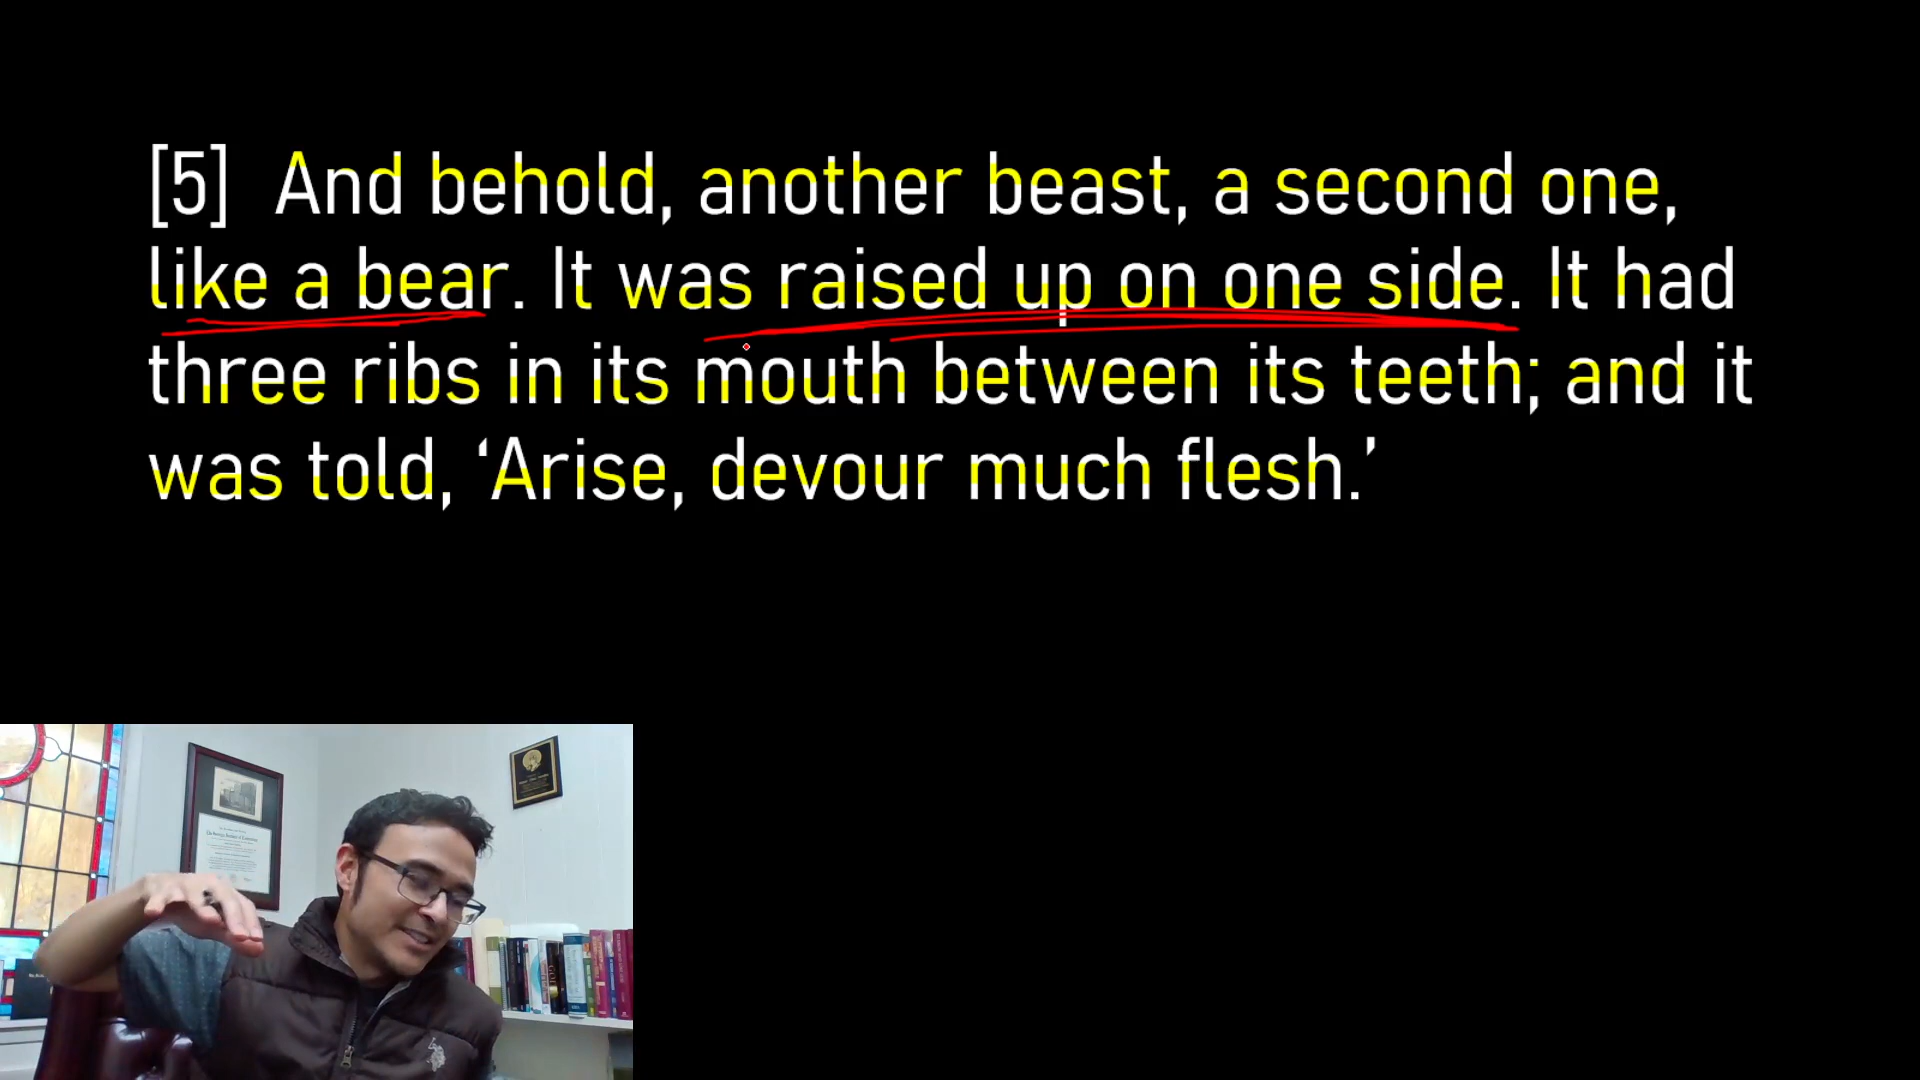 [5] And behold, another beast, a second one,
like a bear. It was raised up on one side. It had
three ribs in its mouth between its teeth; and it
was told, ‘Arise, devour much flesh.’